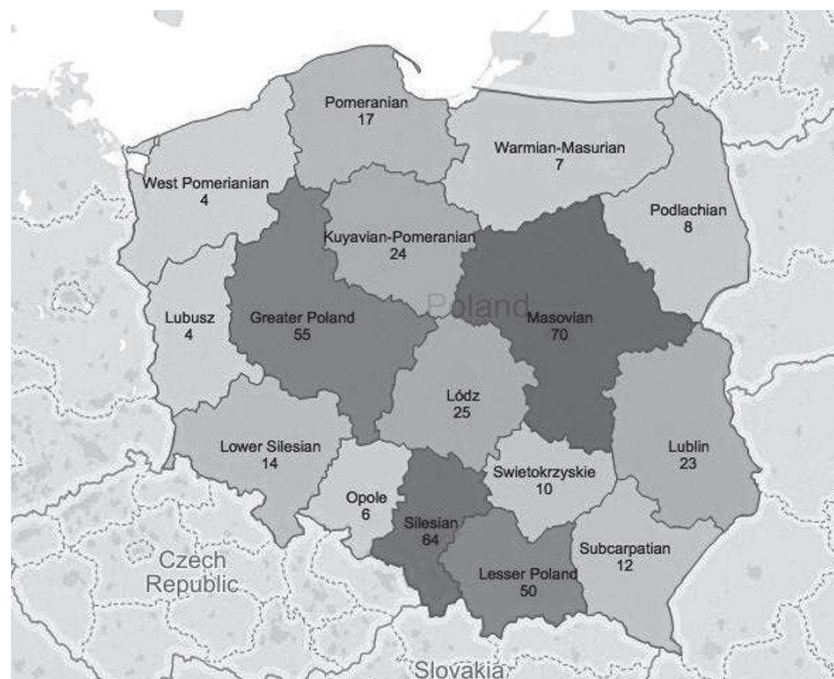 Pomeranian
17
Warmian-Masurian
7
West Pomerianian
4
Podlachian
8
Kuyavian-Pomeranian
24
Poland
Lubusz
4
Greater Poland
55
Masovian
70
Lódz
25
Lower Silesian
14
Lublin
23
Swietokrzyskie
10
Opole
6
Silesian
64
Subcarpatian
12
Lesser Poland
50
Czech
Republic
Slovakia